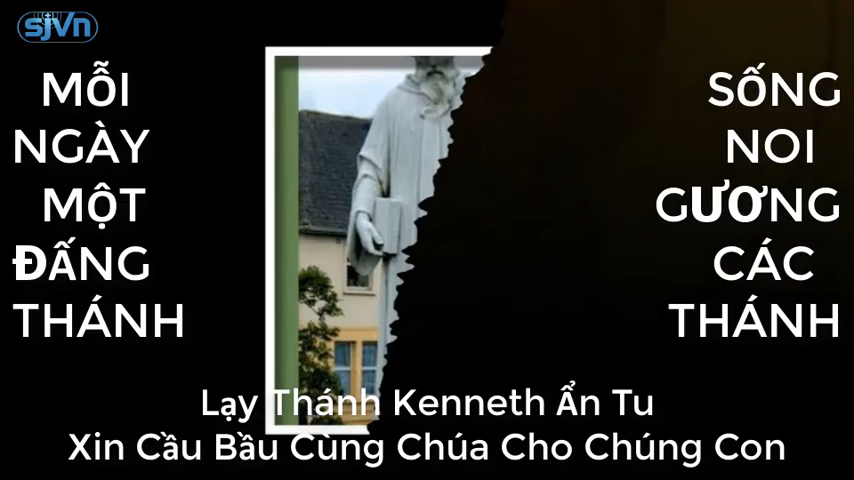 sjvn
MỖI
NGÀY
MỘT
ĐẤNG
THÁNH
SỐNG
NOI
GƯƠNG
CÁC
THÁNH
Lạy Thánh Kenneth Ẩn Tu
Xin Cầu Bầu Cùng Chúa Cho Chúng Con